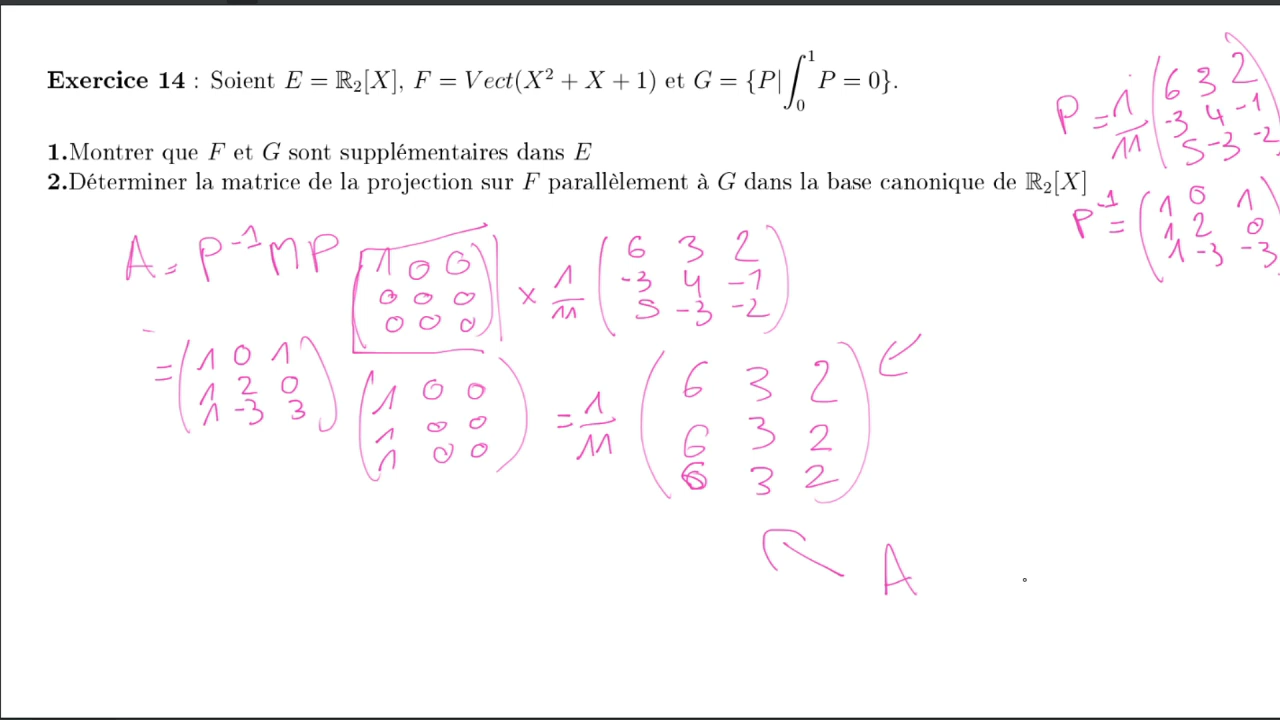 Exercice 14 : Soient E = ℝ₂[X], F = Vect(X² + X + 1) et G = {P| ∫₀¹ P = 0}.
1.Montrer que F et G sont supplémentaires dans E
2.Déterminer la matrice de la projection sur F parallèlement à G dans la base canonique de ℝ₂[X]
P = 1/11 (6 3 2
-3 4 -1
5 -3 -2
P⁻¹ = (1 0 1)
1 2 0
1 -3 -3
A = P⁻¹ M P
(1 0 0)
0 0 0
0 0 0
× 1/11 (6 3 2)
-3 4 -1
5 -3 -2
= (1 0 1)
1 2 0
1 -3 3
(1 0 0)
1 0 0
1 0 0
= 1/11 (6 3 2)
6 3 2
6 3 2
A